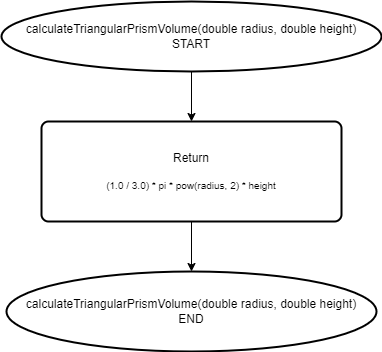 calculateTriangularPrismVolume(double radius, double height)
START
Return
(1.0 / 3.0) * pi * pow(radius, 2) * height
calculateTriangularPrismVolume(double radius, double height)
END